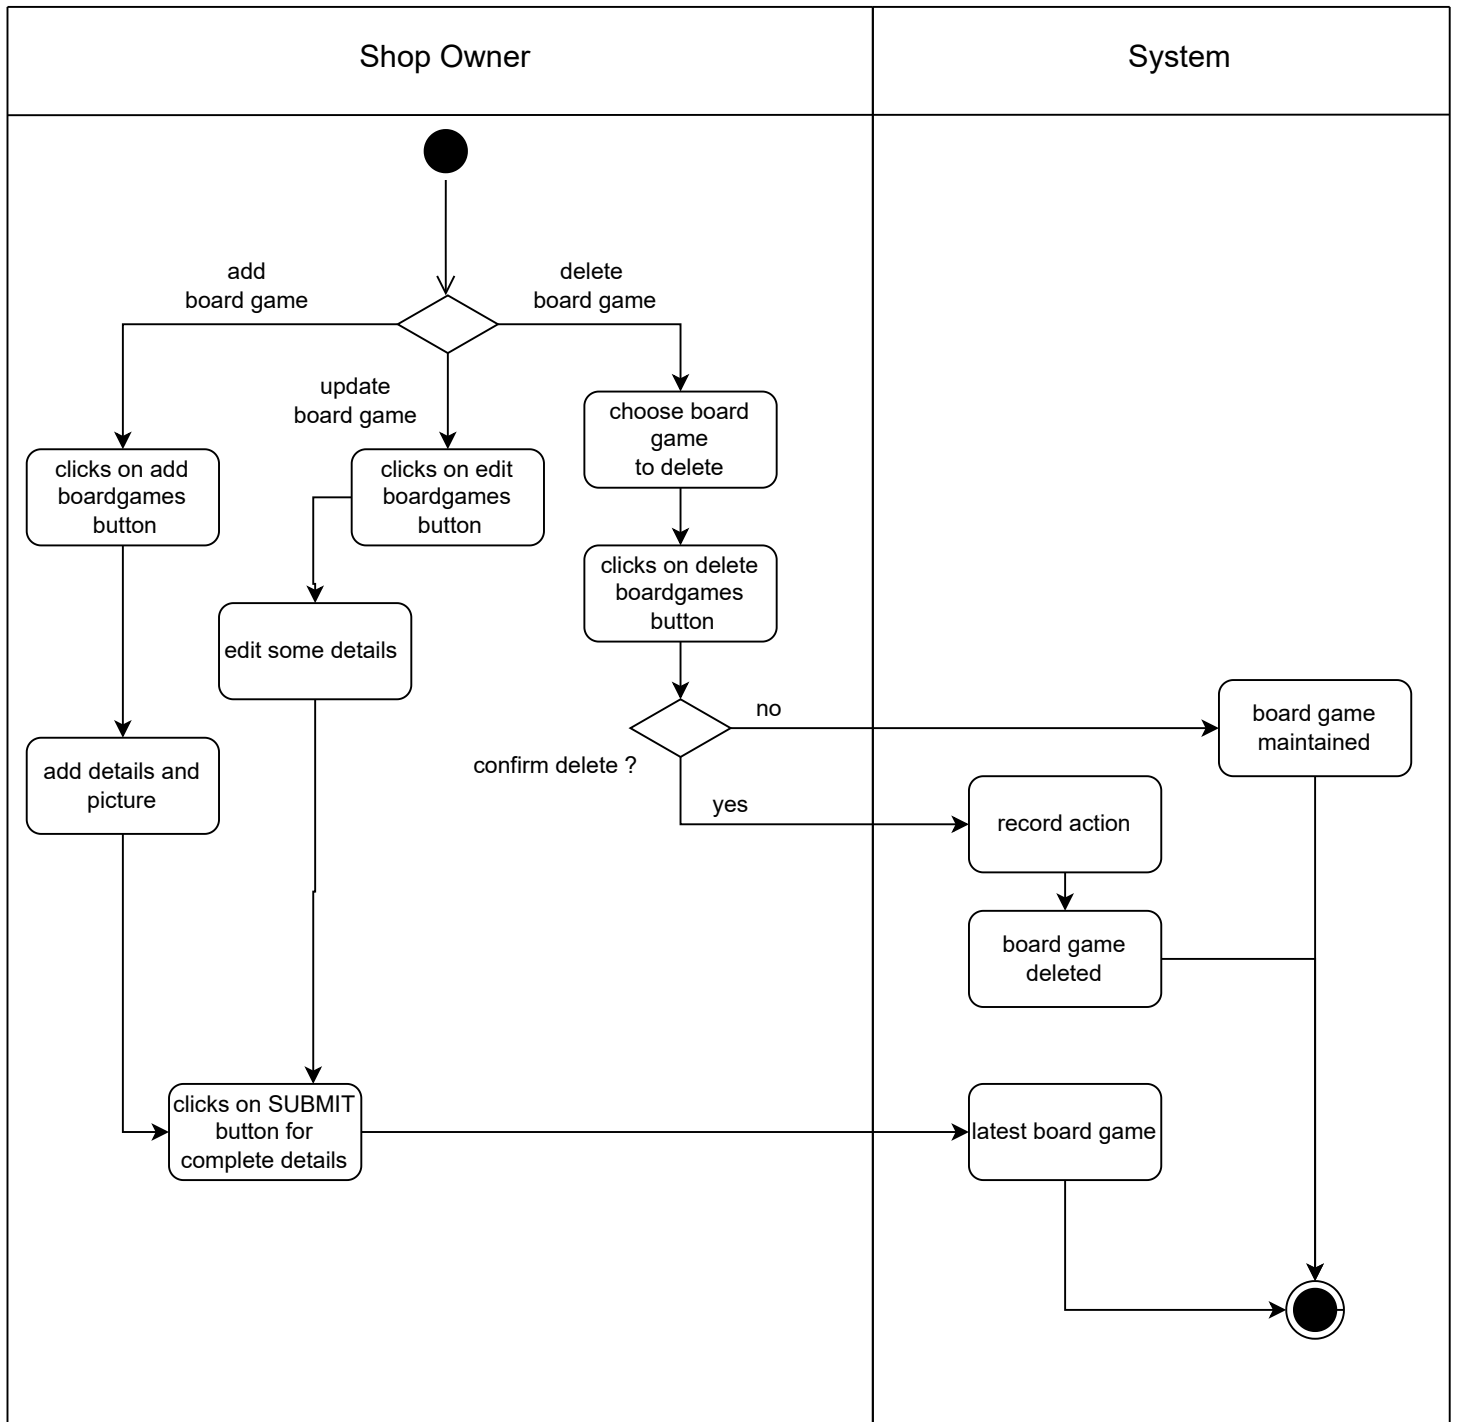 Shop Owner
System
add
board game
delete
board game
update
board game
choose board
game
to delete
clicks on add
boardgames
button
clicks on edit
boardgames
button
clicks on delete
boardgames
button
edit some details
no
board game
maintained
add details and
picture
confirm delete ?
yes
record action
board game
deleted
clicks on SUBMIT
button for
complete details
latest board game